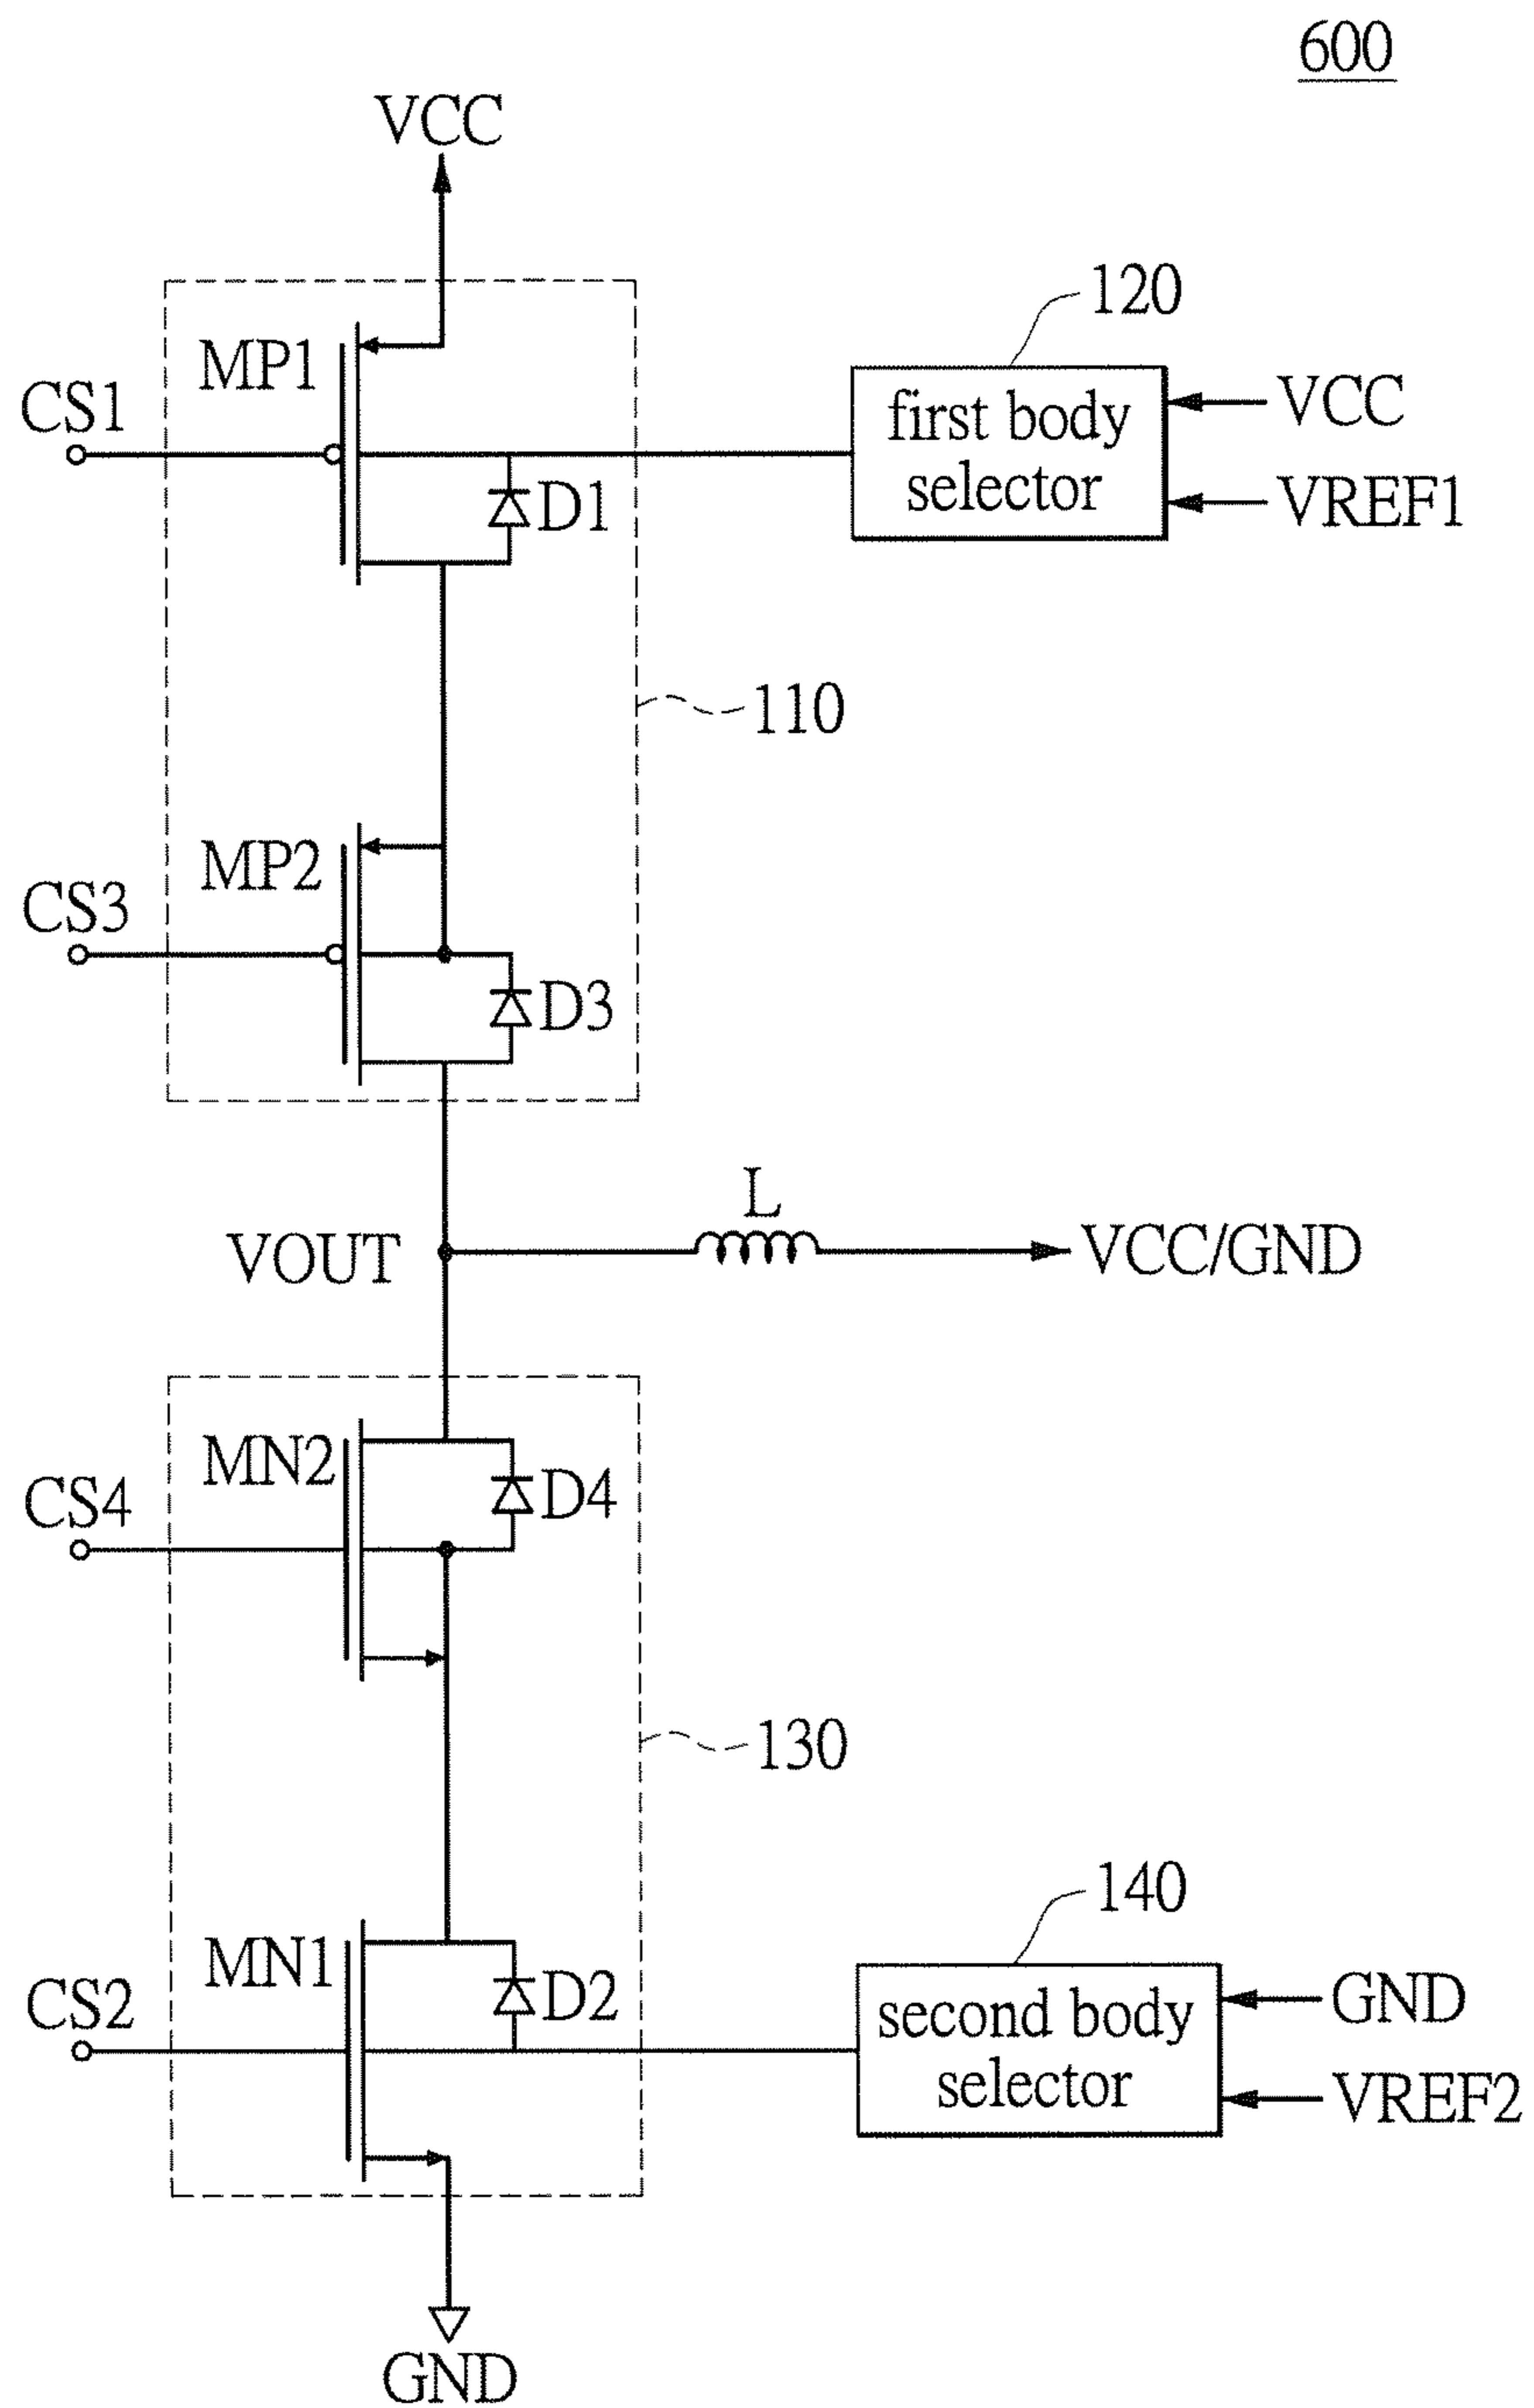 600
VCC
120
MP1
CS1
first body
selector
VCC
VREF1
D1
110
MP2
CS3
D3
L
VOUT
VCC/GND
MN2
CS4
D4
130
140
MN1
CS2
D2
second body
selector
GND
VREF2
GND